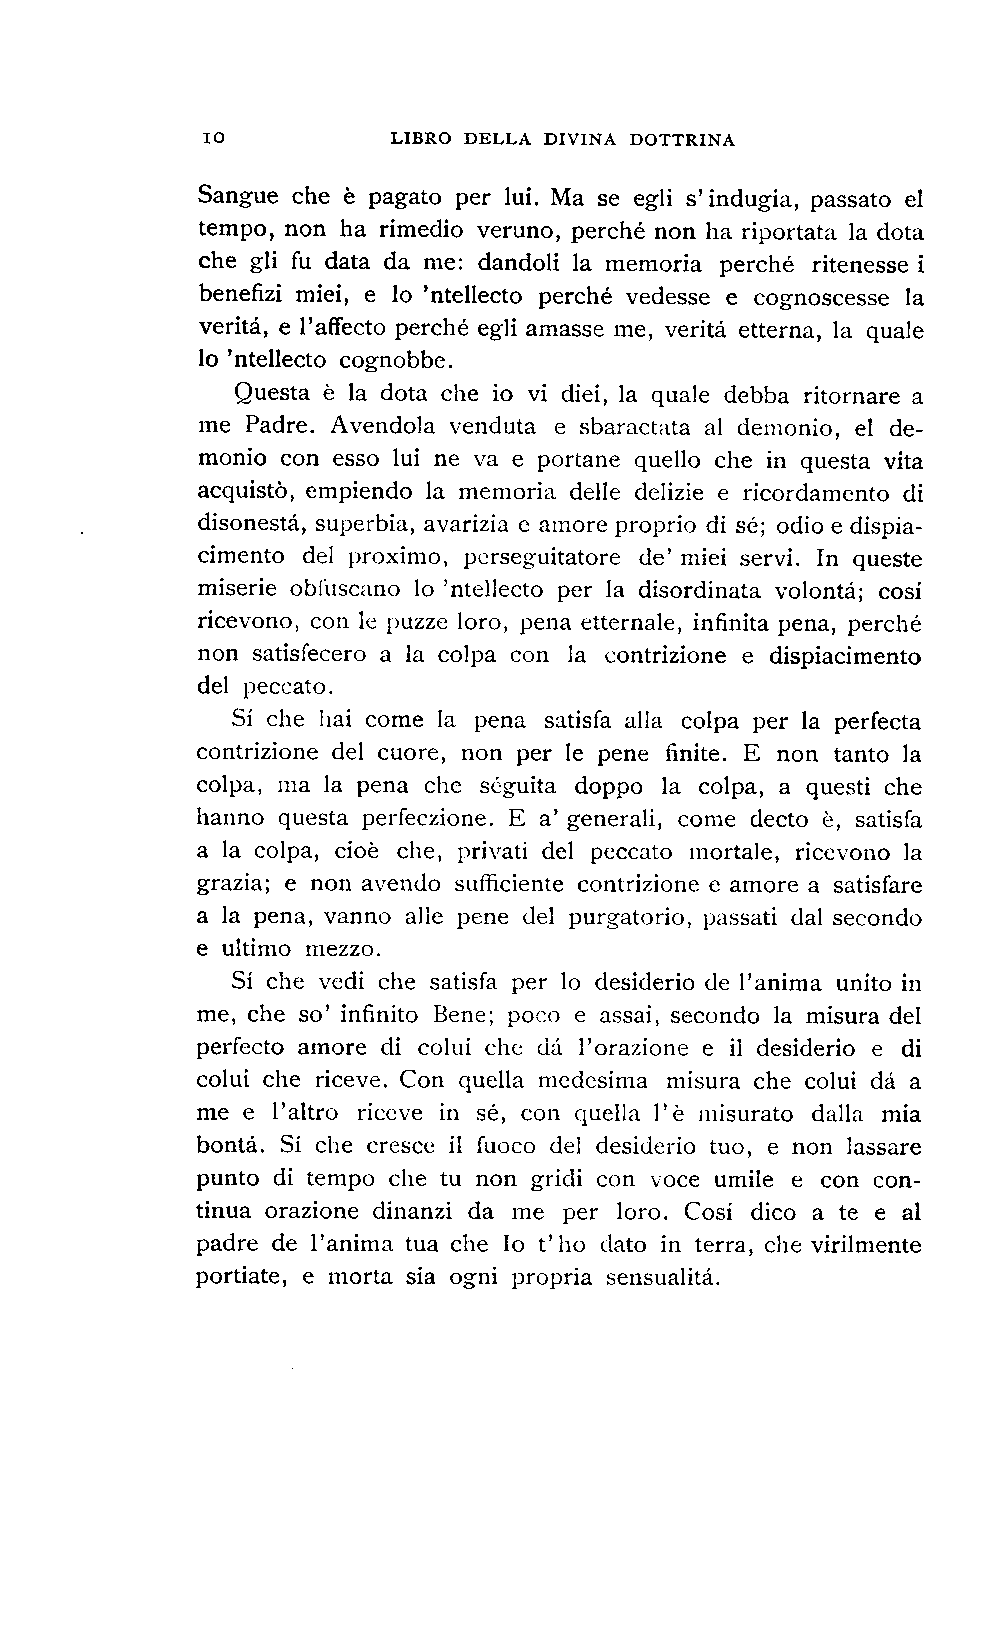 10 LIBRO DELLA DIVINA DOTTRINA
Sangue che è pagato per lui. Ma se egli s' indugia, passato el
tempo, non ha rimedio veruno, perché non ha riportata la dota
che gli fu data da me: dandoli la memoria perché ritenesse i
benefizi miei, e lo 'ntellecto perché vedesse e cognoscesse la
veritá, e l'affecto perché egli amasse me, veritá etterna, la quale
lo 'ntellecto cognobbe.
Questa è la dota che io vi diei, la quale debba ritornare a
me Padre. Avendola venduta e sbaractata al demonio, el de-
monio con esso lui ne va e portane quello che in questa vita
acquistò, empiendo la memoria delle delizie e ricordamento di
disonestá, superbia, avarizia e amore proprio di sé; odio e dispia-
cimento del proximo, perseguitatore de' miei servi. In queste
miserie obfuscano lo 'ntellecto per la disordinata volontá; cosí
ricevono, con le puzze loro, pena etternale, infinita pena, perché
non satisfecero a la colpa con la contrizione e dispiacimento
del peccato.
Sí che hai come la pena satisfa alla colpa per la perfecta
contrizione del cuore, non per le pene finite. E non tanto la
colpa, ma la pena che séguita doppo la colpa, a questi che
hanno questa perfeczione. E a' generali, come decto è, satisfa
a la colpa, cioè che, privati del peccato mortale, ricevono la
grazia; e non avendo sufficiente contrizione e amore a satisfare
a la pena, vanno alle pene del purgatorio, passati dal secondo
e ultimo mezzo.
Sí che vedi che satisfa per lo desiderio de l'anima unito in
me, che so' infinito Bene; poco e assai, secondo la misura del
perfecto amore di colui che dá l'orazione e il desiderio e di
colui che riceve. Con quella medesima misura che colui dá a
me e l'altro riceve in sé, con quella l'è misurato dalla mia
bontá. Sí che cresce il fuoco del desiderio tuo, e non lassare
punto di tempo che tu non gridi con voce umile e con con-
tinua orazione dinanzi da me per loro. Cosí dico a te e al
padre de l'anima tua che Io t' ho dato in terra, che virilmente
portiate, e morta sia ogni propria sensualitá.